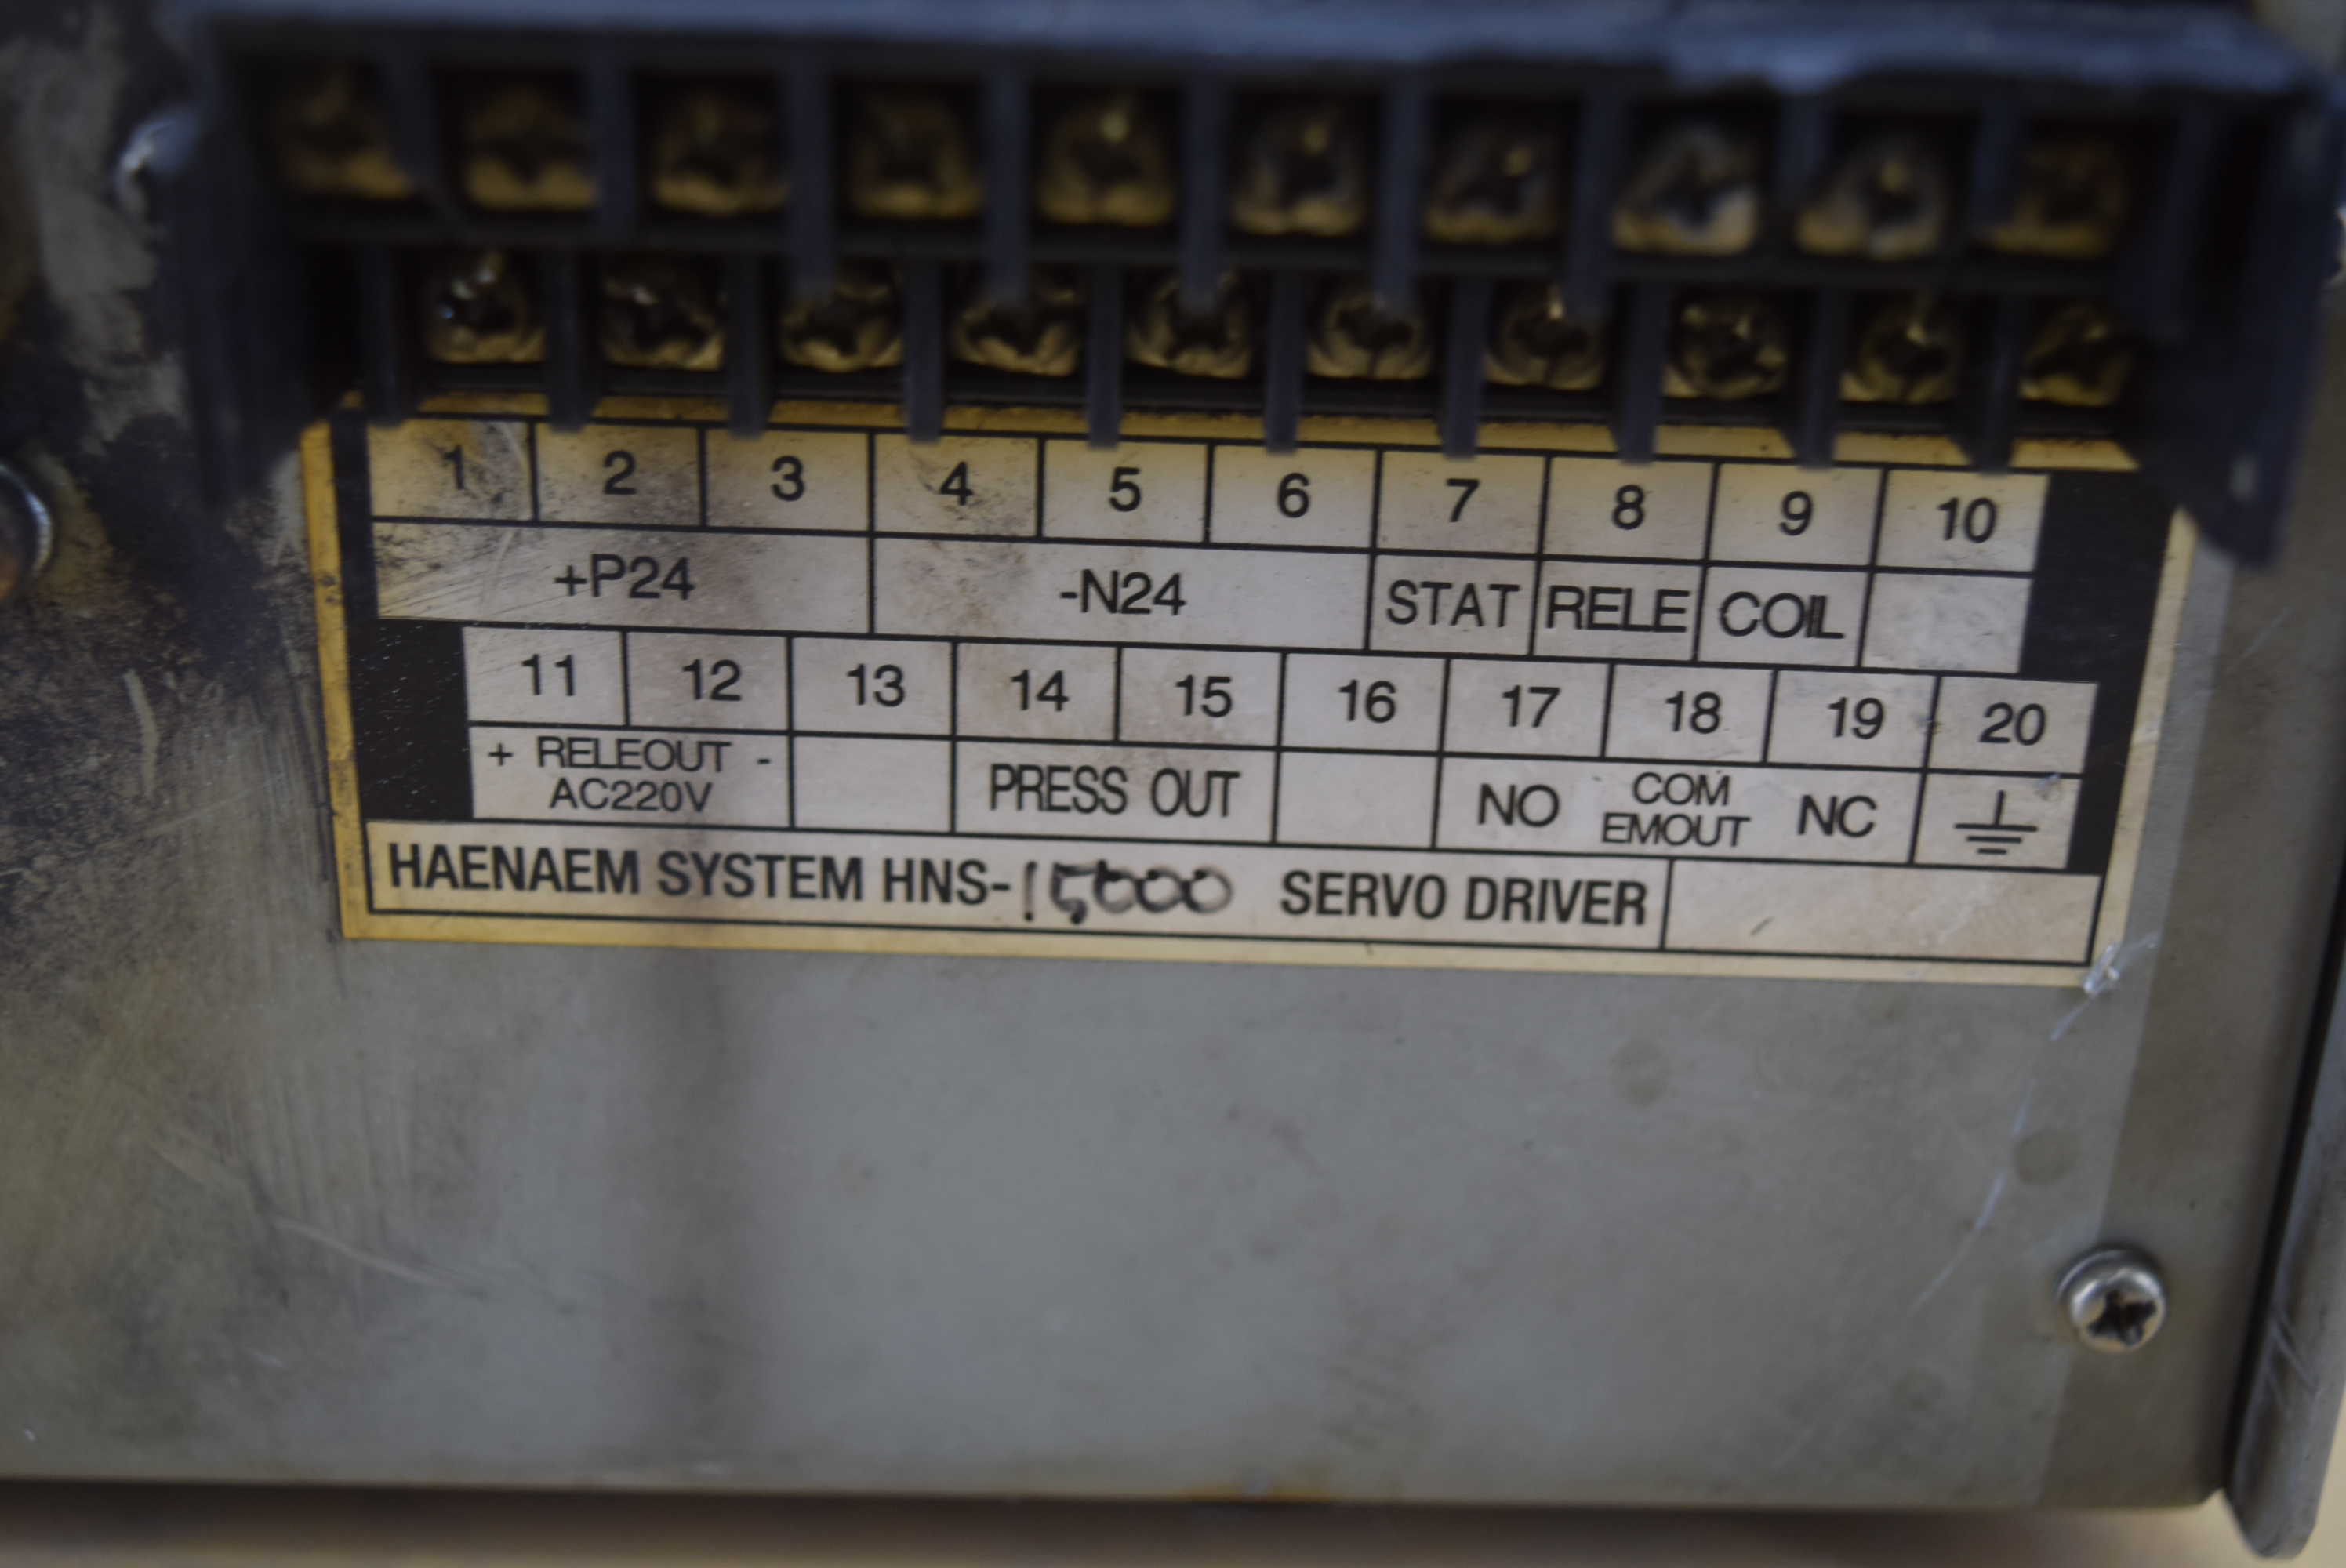 1 2 3 4 5 6 7 8 9 10
+P24 -N24 STAT RELE COIL
11 12 13 14 15 16 17 18 19 20
+ RELEOUT - PRESS OUT NO COM NC
AC220V EMOUT
HAENAEM SYSTEM HNS-15000 SERVO DRIVER